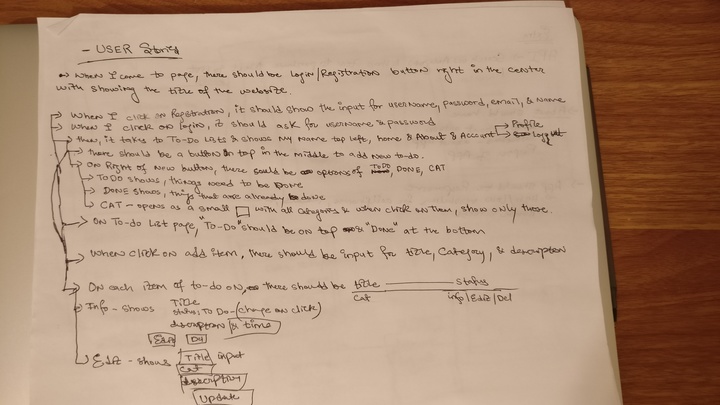 - USER Stories
When I come to page, there should be login/Registration button right in the center
with showing the title of the website.
When I click on Registration, it should show the input for username, password, email, & Name
When I click on login, it should ask for username & password
then, it takes to To-Do Lists & shows My Name top left, home & About & Account Profile
logout
there should be a button on top in the middle to add new to-do.
On Right of New button, there should be options of TODO, DONE, CAT
TODO shows, things need to be Done
DONE shows, things that are already done
CAT - opens as a small with all categories & when click on them, show only these.
On To-do List page, "To-Do" should be on top & "Done" at the bottom
When click on add item, there should be input for title, Category, & description
On each item of to-do on, there should be title status
Cat info/Edit/Del
Info - shows Title
status: To Do - (change on click)
description & time
Edit Del
Edit - shows Title input
Cat
description
Update